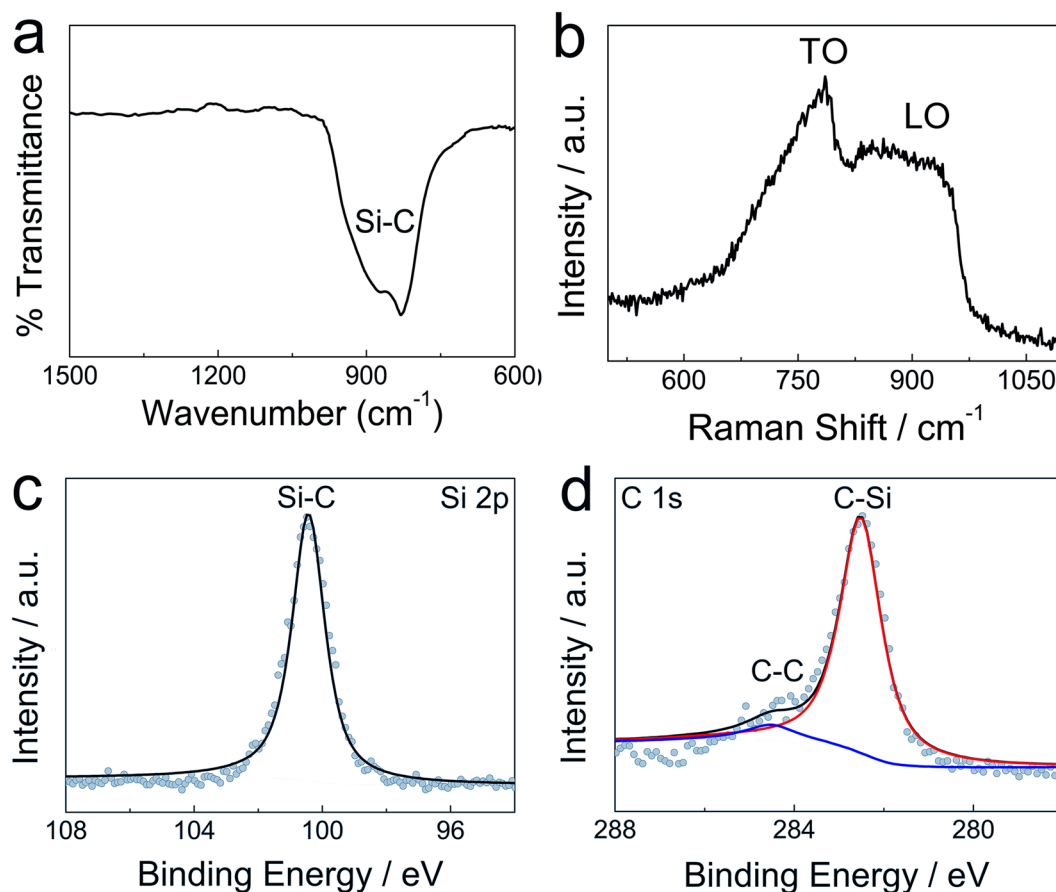 a
% Transmittance
Si-C
1500 1200 900 600)
Wavenumber (cm⁻¹)
b
TO
LO
Intensity / a.u.
600 750 900 1050
Raman Shift / cm⁻¹
c
Si-C
Si 2p
Intensity / a.u.
108 104 100 96
Binding Energy / eV
d
C 1s
C-Si
C-C
Intensity / a.u.
288 284 280
Binding Energy / eV